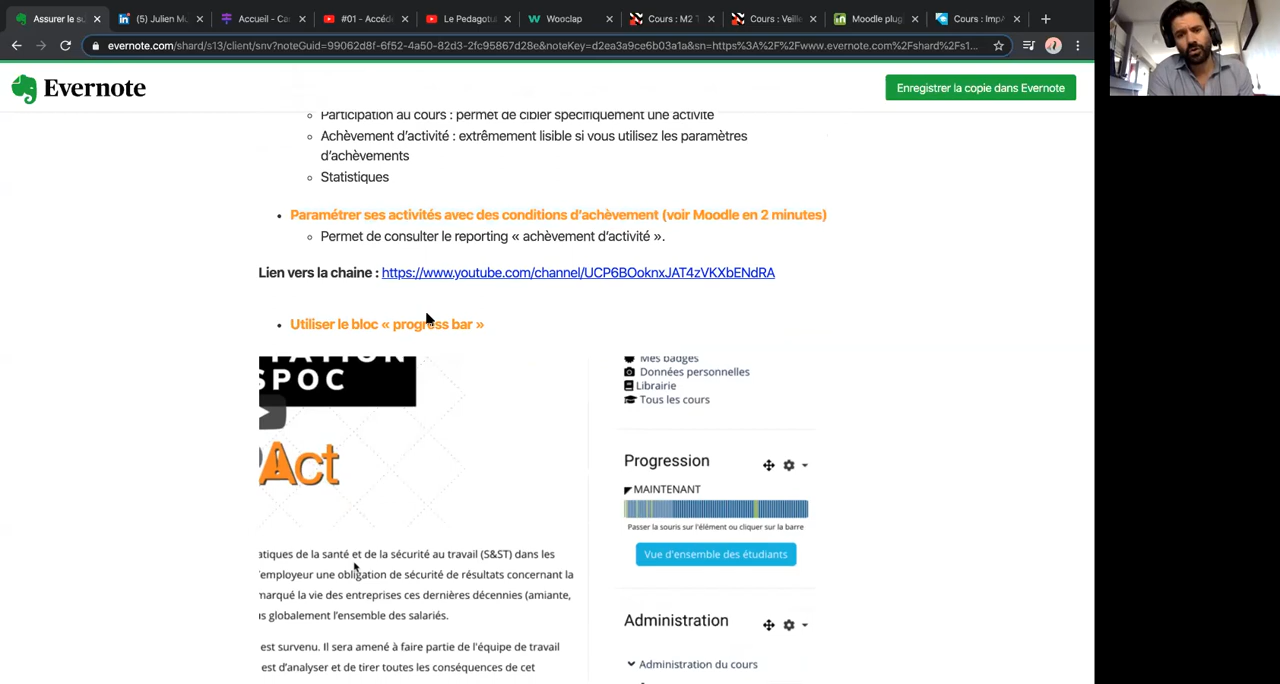 Assurer le su
(5) Julien Mo
Accueil - Car
#01 - Accéde
Le Pedagotu
Wooclap
Cours : M2 T
Cours : Veille
Moodle plug
Cours : ImpA
evernote.com/shard/s13/client/snv?noteGuid=99062d8f-6f52-4a50-82d3-2fc95867d28e&noteKey=d2ea3a9ce6b03a1a&sn=https%3A%2F%2Fwww.evernote.com%2Fshard%2Fs1...
Evernote
Enregistrer la copie dans Evernote
Participation au cours : permet de cibler spécifiquement une activité
Achèvement d'activité : extrêmement lisible si vous utilisez les paramètres
d'achèvements
Statistiques
Paramétrer ses activités avec des conditions d'achèvement (voir Moodle en 2 minutes)
Permet de consulter le reporting « achèvement d'activité ».
Lien vers la chaine : https://www.youtube.com/channel/UCP6BOoknxJAT4zVKXbENdRA
Utiliser le bloc « progress bar »
SPOC
Act
atiques de la santé et de la sécurité au travail (S&ST) dans les
'employeur une obligation de sécurité de résultats concernant la
marqué la vie des entreprises ces dernières décennies (amiante,
us globalement l'ensemble des salariés.
est survenu. Il sera amené à faire partie de l'équipe de travail
est d'analyser et de tirer toutes les conséquences de cet
Mes badges
Données personnelles
Librairie
Tous les cours
Progression
MAINTENANT
Passer la souris sur l'élément ou cliquer sur la barre
Vue d'ensemble des étudiants
Administration
Administration du cours